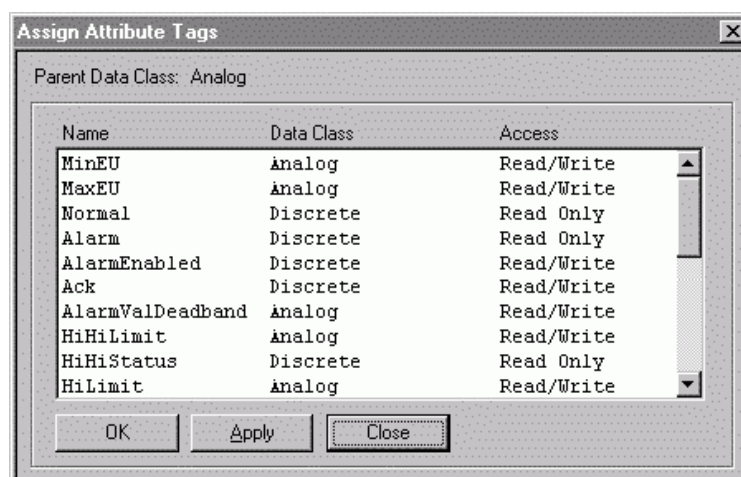 Assign Attribute Tags
Parent Data Class: Analog
Name Data Class Access
MinEU Analog Read/Write
MaxEU Analog Read/Write
Normal Discrete Read Only
Alarm Discrete Read Only
AlarmEnabled Discrete Read/Write
Ack Discrete Read/Write
AlarmValDeadband Analog Read/Write
HiHiLimit Analog Read/Write
HiHiStatus Discrete Read Only
HiLimit Analog Read/Write
OK Apply Close